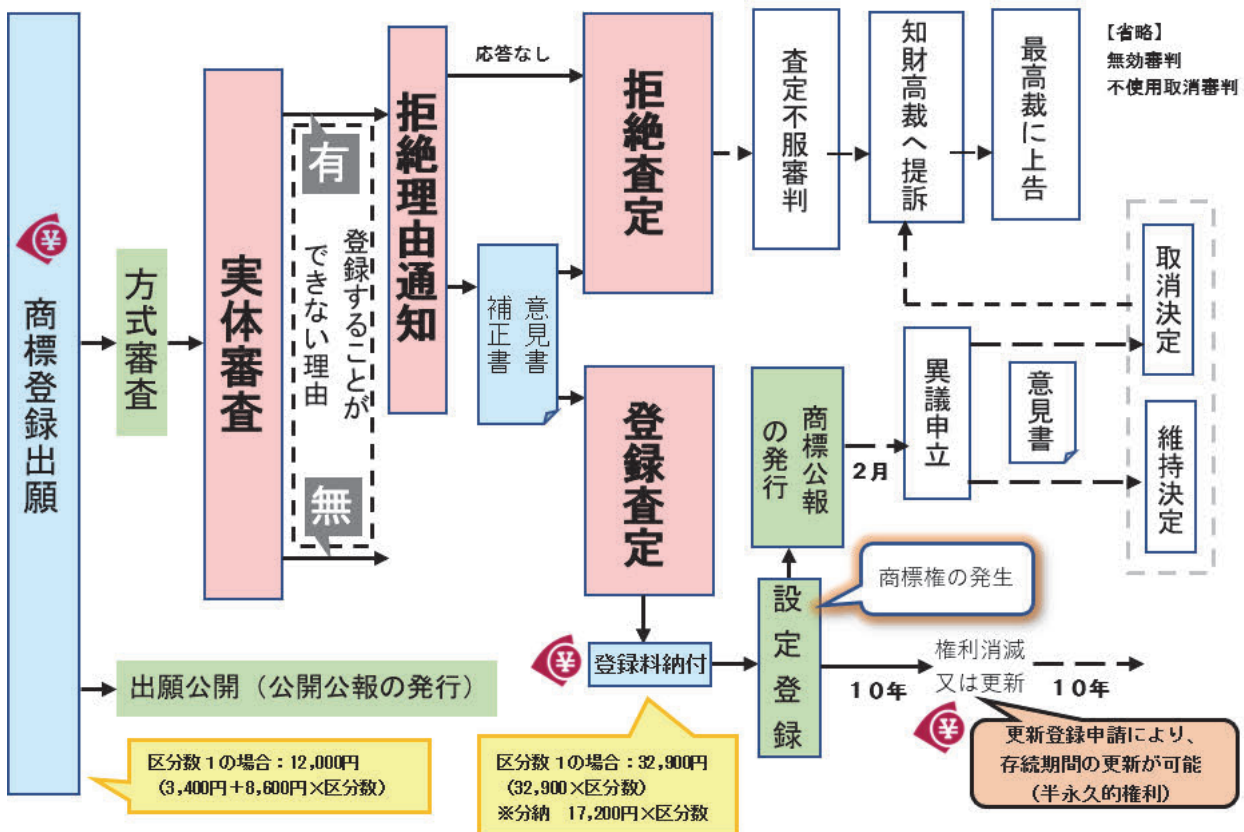 商標登録出願
方式審査
実体審査
有
登録することが
できない理由
無
拒絶理由通知
応答なし
意見書
補正書
拒絶査定
査定不服審判
知財高裁へ提訴
最高裁に上告
【省略】
無効審判
不使用取消審判
登録査定
商標公報
の発行
2月
異議申立
意見書
取消決定
維持決定
商標権の発生
設定登録
登録料納付
10年
権利消滅
又は更新
10年
出願公開（公開公報の発行）
区分数1の場合：12,000円
（3,400円＋8,600円×区分数）
区分数1の場合：32,900円
（32,900×区分数）
※分納　17,200円×区分数
更新登録申請により、
存続期間の更新が可能
（半永久的権利）
¥
¥
¥